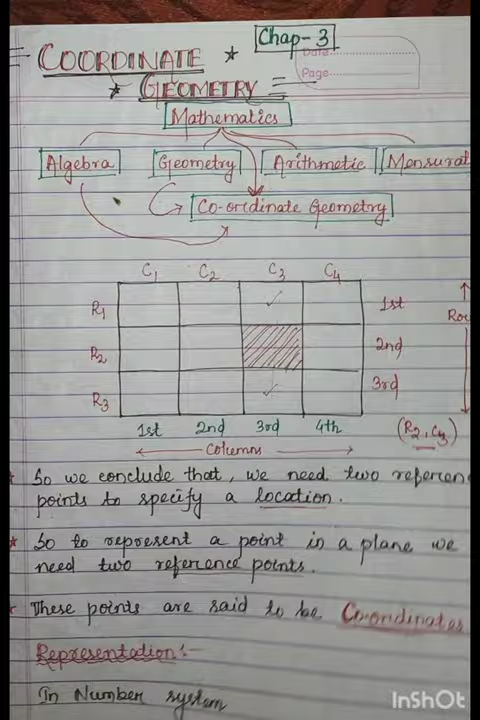 Chap- 3
Date
Page
COORDINATE
GEOMETRY
Mathematics
Algebra Geometry Arithmetic Mensurat
Co-ordinate Geometry
C1 C2 C3 C4
R1 1st
Row
R2 2nd
R3 3rd
1st 2nd 3rd 4th
(R2, C3)
Columns
So we conclude that, we need two referen
points to specify a location.
So to represent a point in a plane we
need two reference points.
These points are said to be Co-ordinates
Representation:-
In Number system
InShOt